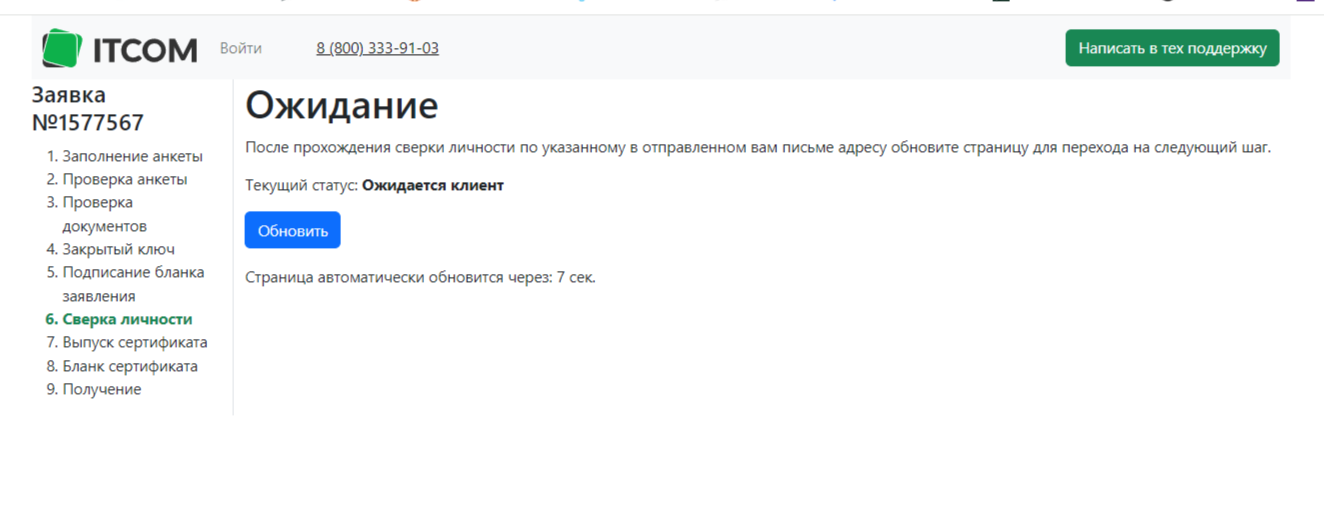 ITCOM Войти 8 (800) 333-91-03 Написать в тех поддержку
Заявка
№1577567
1. Заполнение анкеты
2. Проверка анкеты
3. Проверка
документов
4. Закрытый ключ
5. Подписание бланка
заявления
6. Сверка личности
7. Выпуск сертификата
8. Бланк сертификата
9. Получение
Ожидание
После прохождения сверки личности по указанному в отправленном вам письме адресу обновите страницу для перехода на следующий шаг.
Текущий статус: Ожидается клиент
Обновить
Страница автоматически обновится через: 7 сек.